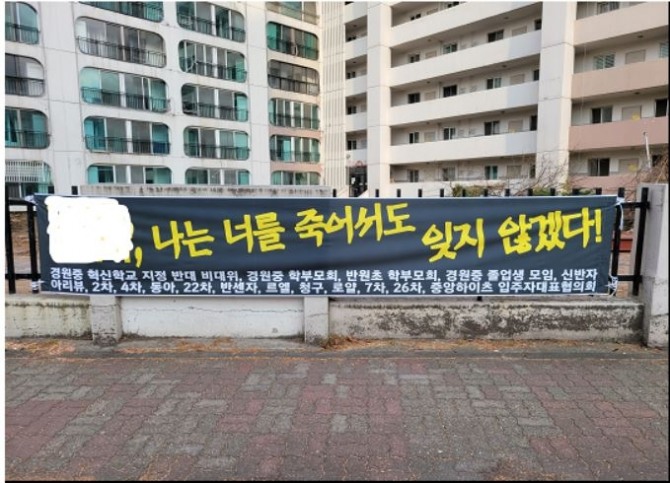 , 나는 너를 죽어서도 잊지 않겠다!
경원중 혁신학교 지정 반대 비대위, 경원중 학부모회, 반원초 학부모회, 경원중 졸업생 모임, 신반자
아리뷰, 2차, 4차, 동아, 22차, 반센자, 르엘, 청구, 로얄, 7차, 26차, 중앙하이츠 입주자대표협의회